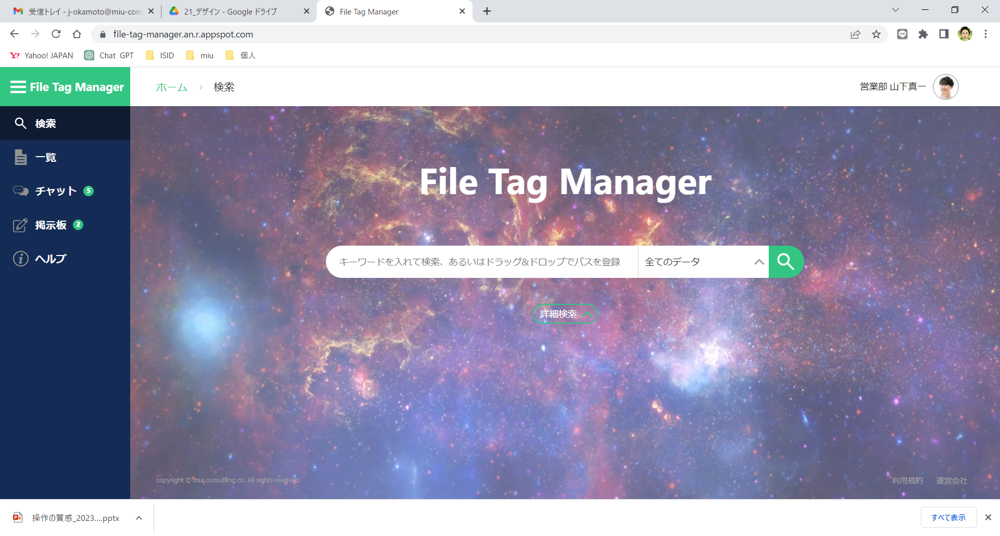 受信トレイ - j-okamoto@miu-cons
21_デザイン - Google ドライブ
File Tag Manager
file-tag-manager.an.r.appspot.com
Yahoo! JAPAN
Chat GPT
ISID
miu
個人
File Tag Manager
ホーム > 検索
営業部 山下真一
検索
一覧
チャット 5
掲示板 2
ヘルプ
File Tag Manager
キーワードを入れて検索、あるいはドラッグ&ドロップでパスを登録
全てのデータ
詳細検索
copyright © mui consulting co. All rights reserved.
利用規約 運営会社
操作の質感_2023....pptx
すべて表示